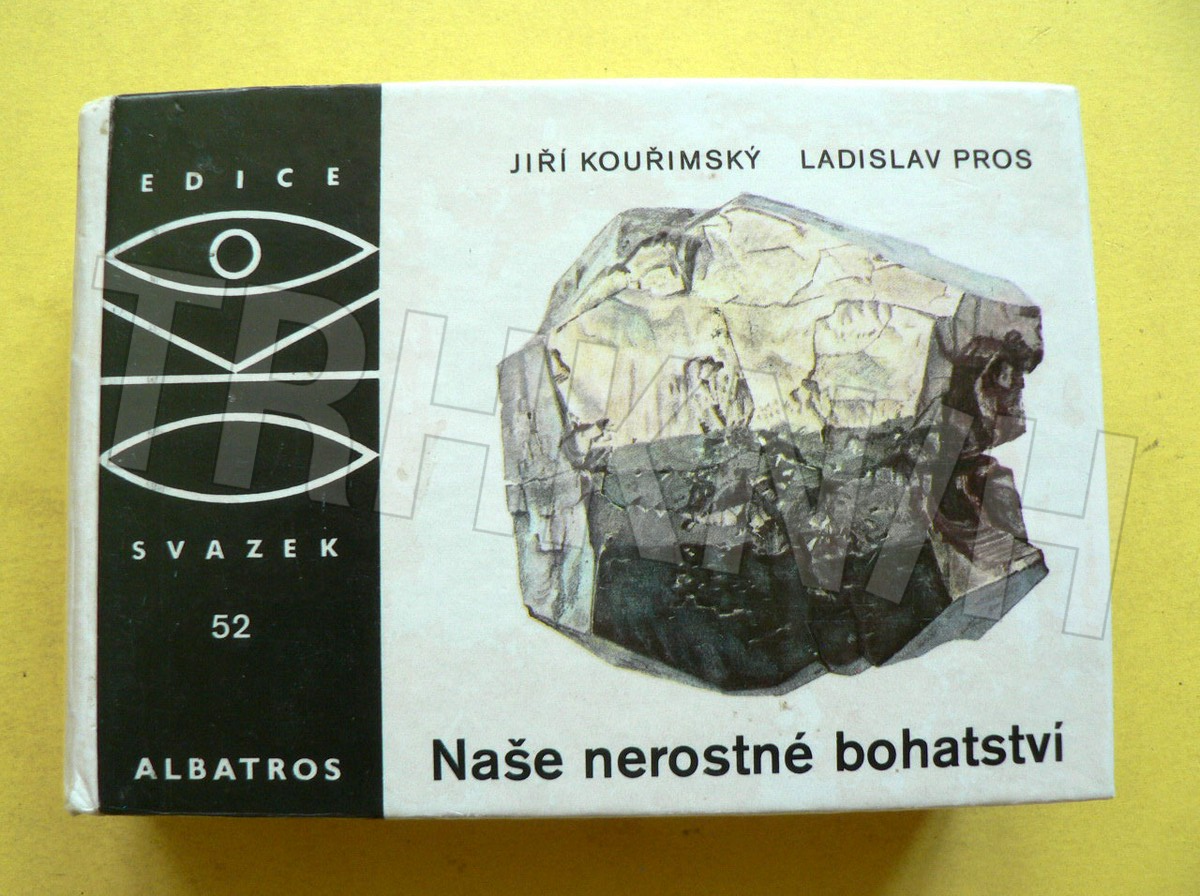 EDICE
SVAZEK
52
ALBATROS
JIŘÍ KOUŘIMSKÝ LADISLAV PROS
Naše nerostné bohatství